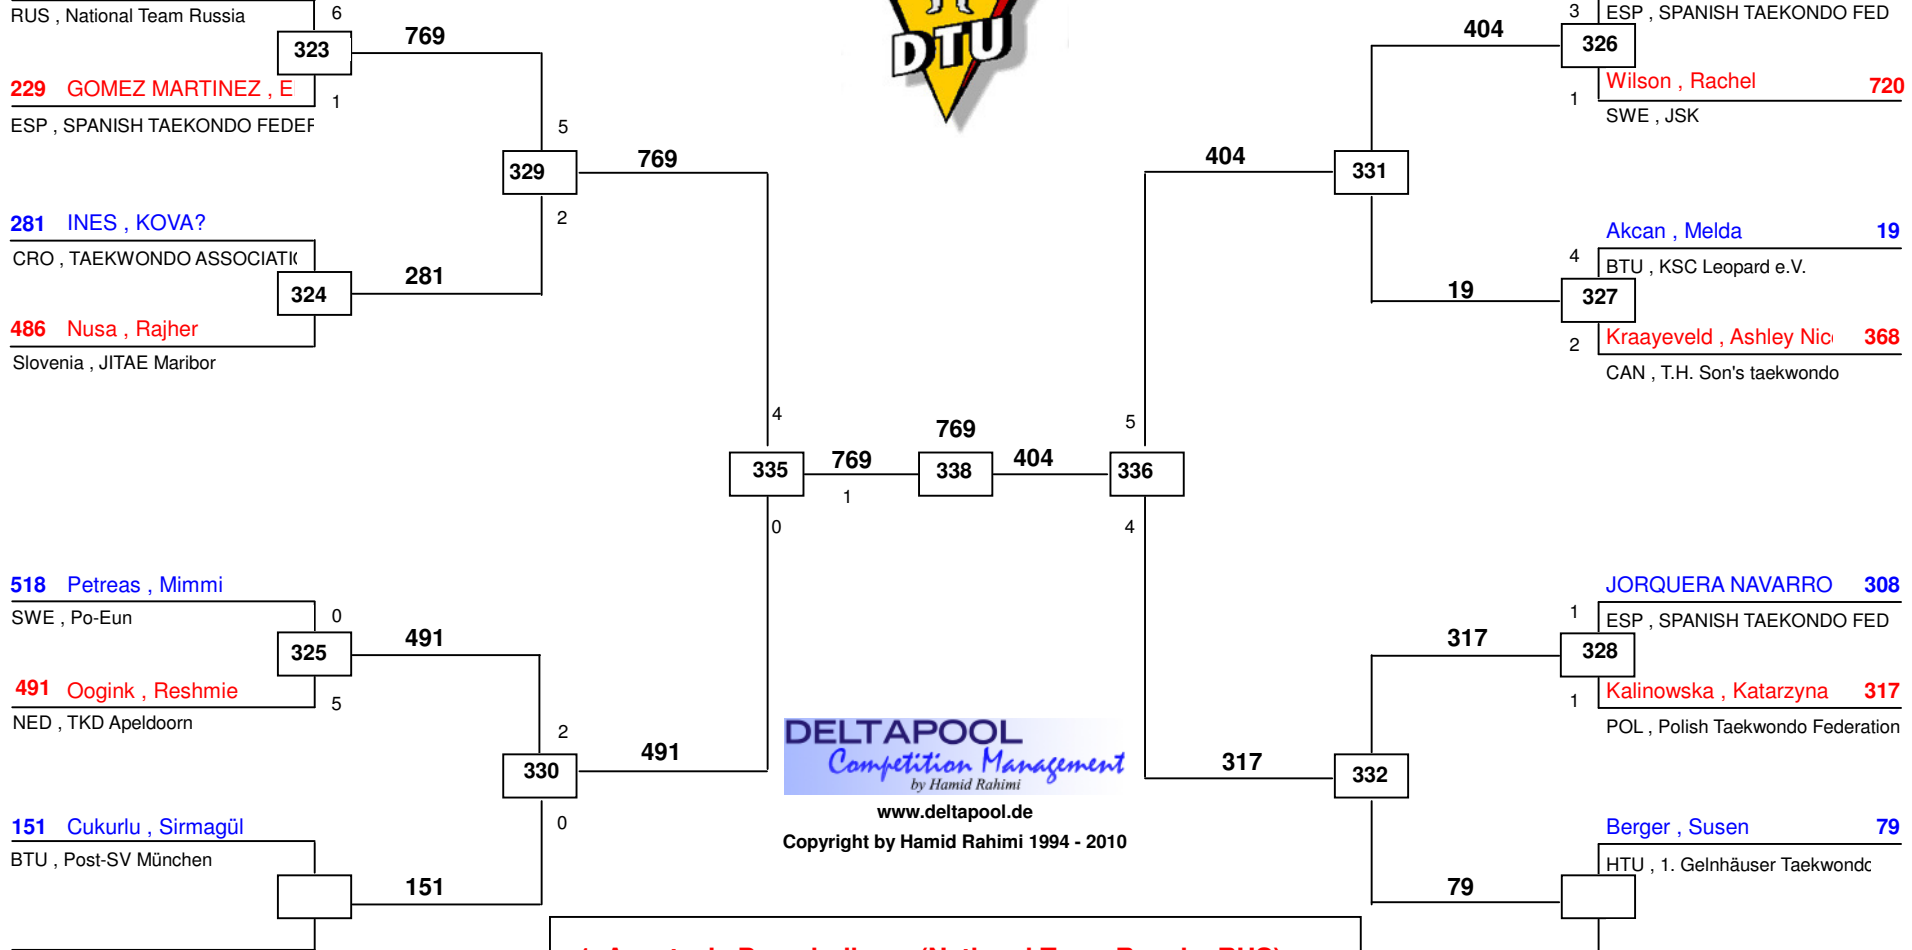 RUS , National Team Russia
6
323
769
229 GOMEZ MARTINEZ , E
1
ESP , SPANISH TAEKONDO FEDER
5
329
769
2
281 INES , KOVA?
CRO , TAEKWONDO ASSOCIATI
324
281
486 Nusa , Rajher
Slovenia , JITAE Maribor
518 Petreas , Mimmi
SWE , Po-Eun
0
325
491
491 Oogink , Reshmie
5
NED , TKD Apeldoorn
2
330
491
0
151 Cukurlu , Sirmagül
BTU , Post-SV München
151
DTU
4
335
769
1
0
769
338
404
5
336
4
DELTAPOOL
Competition Management
by Hamid Rahimi
www.deltapool.de
Copyright by Hamid Rahimi 1994 - 2010
404
331
404
3
ESP , SPANISH TAEKONDO FED
326
1
Wilson , Rachel 720
SWE , JSK
Akcan , Melda 19
4
BTU , KSC Leopard e.V.
19
327
2
Kraayeveld , Ashley Nic 368
CAN , T.H. Son's taekwondo
JORQUERA NAVARRO 308
1
ESP , SPANISH TAEKONDO FED
317
328
1
Kalinowska , Katarzyna 317
POL , Polish Taekwondo Federation
317
332
Berger , Susen 79
HTU , 1. Gelnhäuser Taekwondo
79